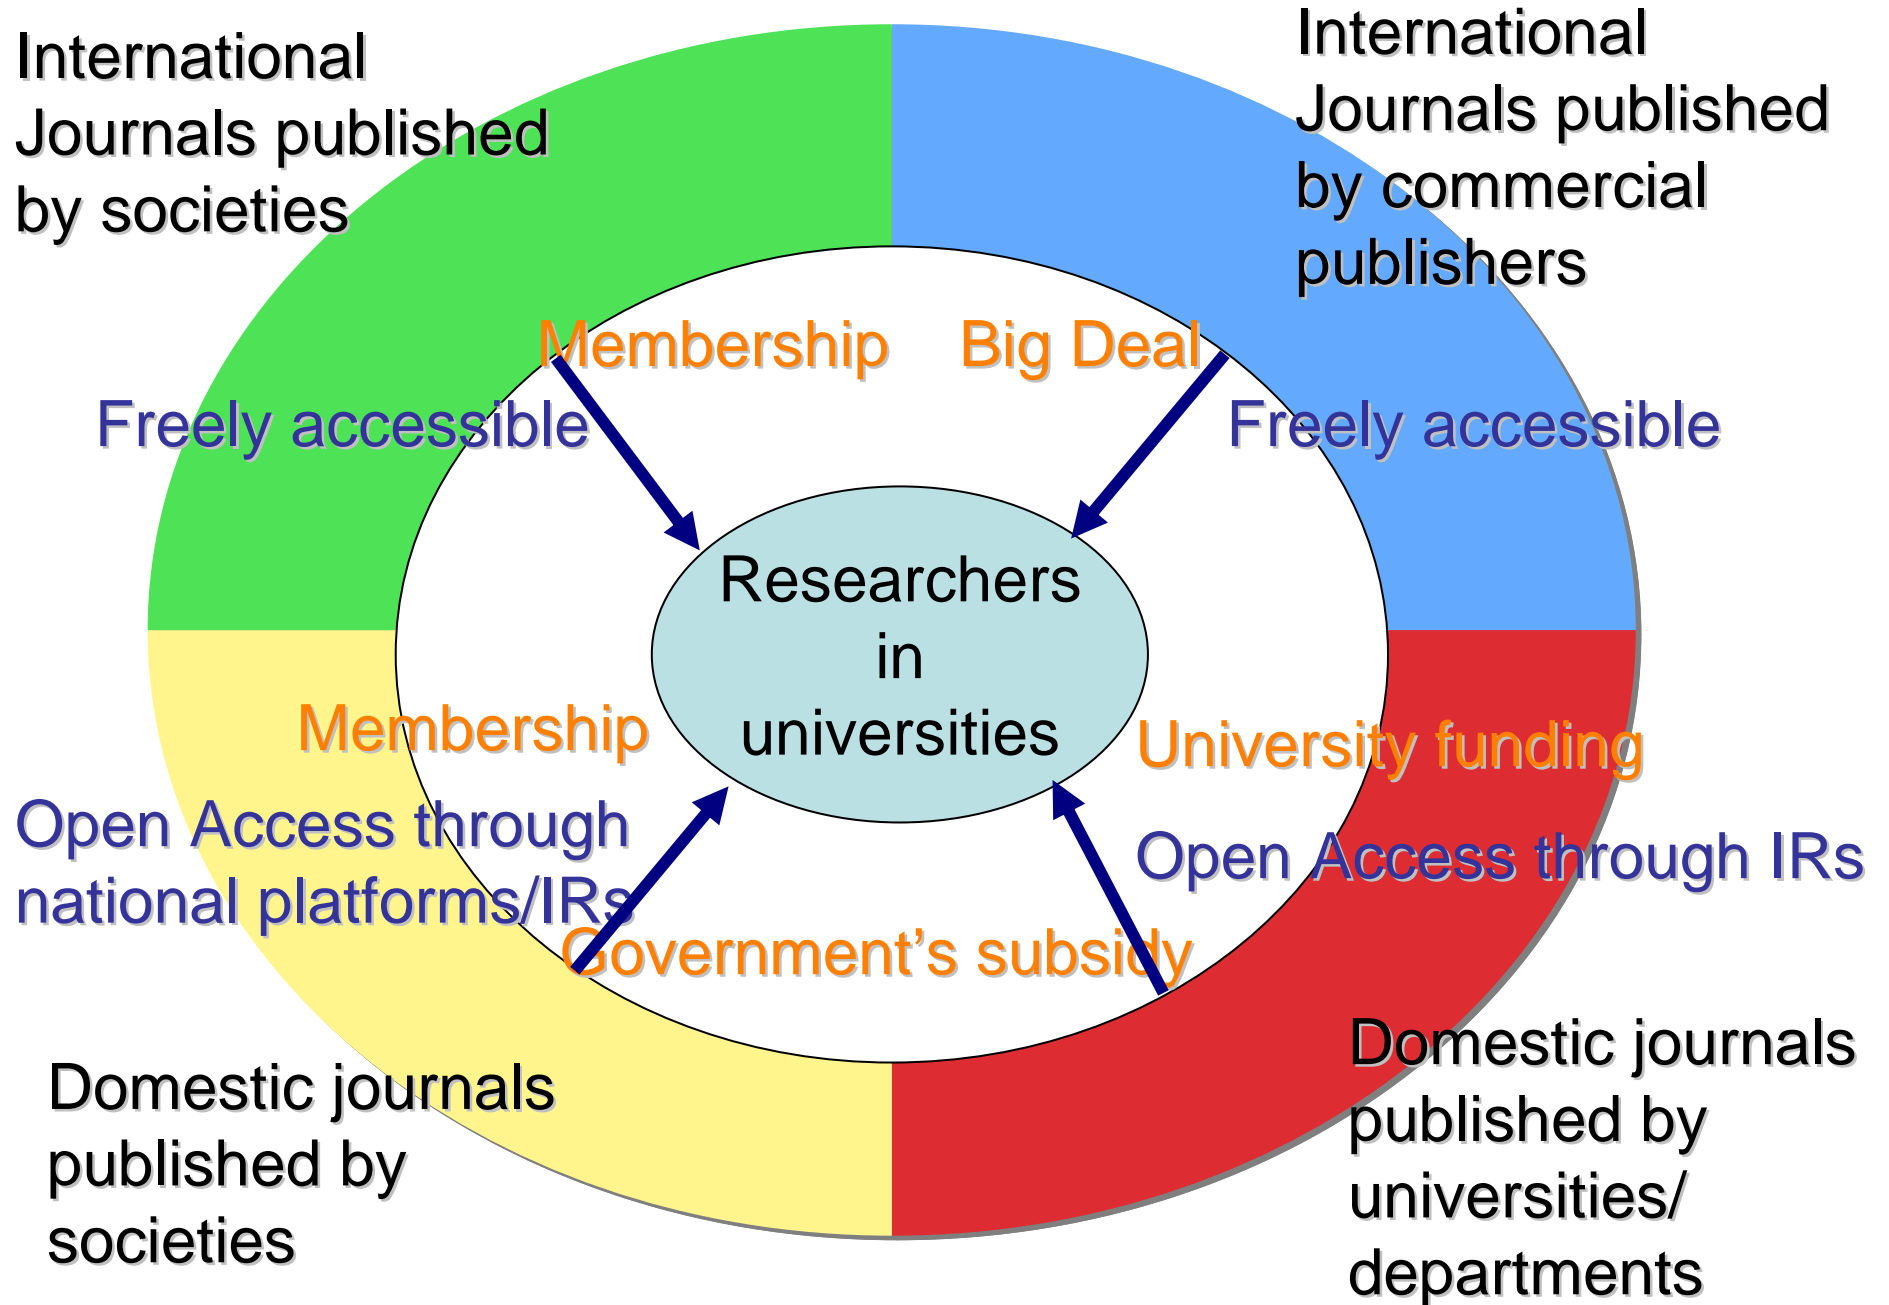 International
Journals published
by societies
International
Journals published
by commercial
publishers
Membership
Big Deal
Freely accessible
Freely accessible
Researchers
in
universities
Membership
University funding
Open Access through
national platforms/IRs
Open Access through IRs
Government’s subsidy
Domestic journals
published by
societies
Domestic journals
published by
universities/
departments